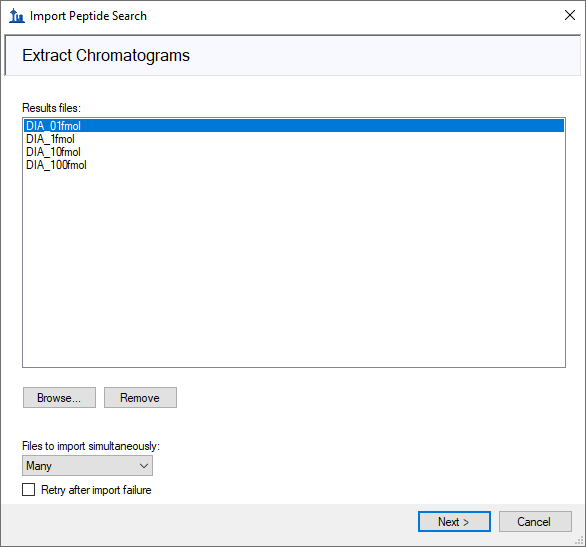 Import Peptide Search
Extract Chromatograms
Results files:
DIA_01fmol
DIA_1fmol
DIA_10fmol
DIA_100fmol
Browse... Remove
Files to import simultaneously:
Many
Retry after import failure
Next > Cancel